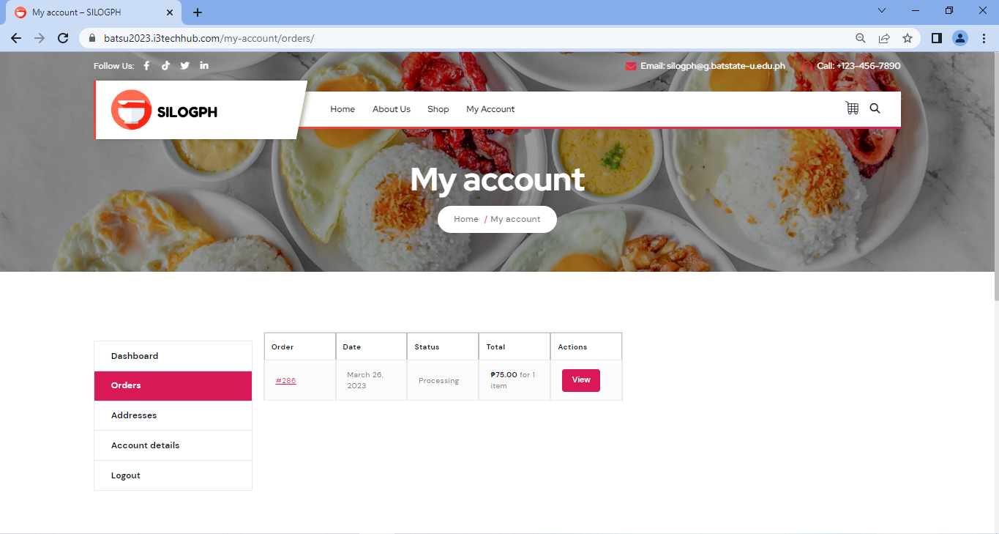 My account – SILOGPH
batsu2023.i3techhub.com/my-account/orders/
Follow Us:
Email: silogph@g.batstate-u.edu.ph
Call: +123-456-7890
SILOGPH
Home
About Us
Shop
My Account
My account
Home / My account
Dashboard
Orders
Addresses
Account details
Logout
Order
Date
Status
Total
Actions
#286
March 26,
2023
Processing
₱75.00 for 1
item
View